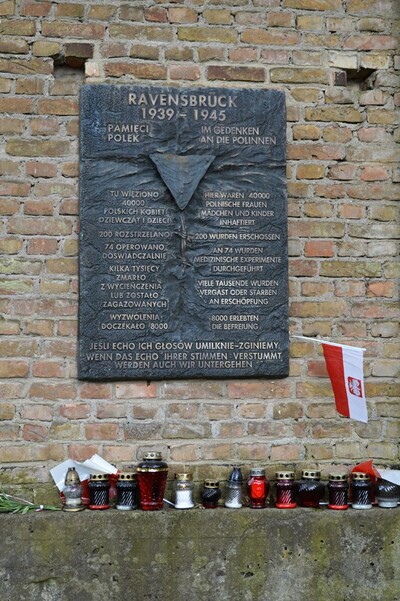 RAVENSBRÜCK
1939 - 1945
PAMIĘCI
POLEK
IM GEDENKEN
AN DIE POLINNEN
TU WIĘZIONO
40000
POLSKICH KOBIET
DZIEWCZĄT I DZIECI
200 ROZSTRZELANO
74 OPEROWANO
DOŚWIADCZALNIE
KILKA TYSIĘCY
ZMARŁO
Z WYCIEŃCZENIA
LUB ZOSTAŁO
ZAGAZOWANYCH
WYZWOLENIA
DOCZEKAŁO 8000
HIER WAREN 40000
POLNISCHE FRAUEN
MÄDCHEN UND KINDER
INHAFTIERT
200 WURDEN ERSCHOSSEN
AN 74 WURDEN
MEDIZINISCHE EXPERIMENTE
DURCHGEFÜHRT
VIELE TAUSENDE WURDEN
VERGAST ODER STARBEN
AN ERSCHÖPFUNG
8000 ERLEBTEN
DIE BEFREIUNG
JEŚLI ECHO ICH GŁOSÓW UMILKNIE-ZGINIEMY
WENN DAS ECHO IHRER STIMMEN VERSTUMMT,
WERDEN AUCH WIR UNTERGEHEN